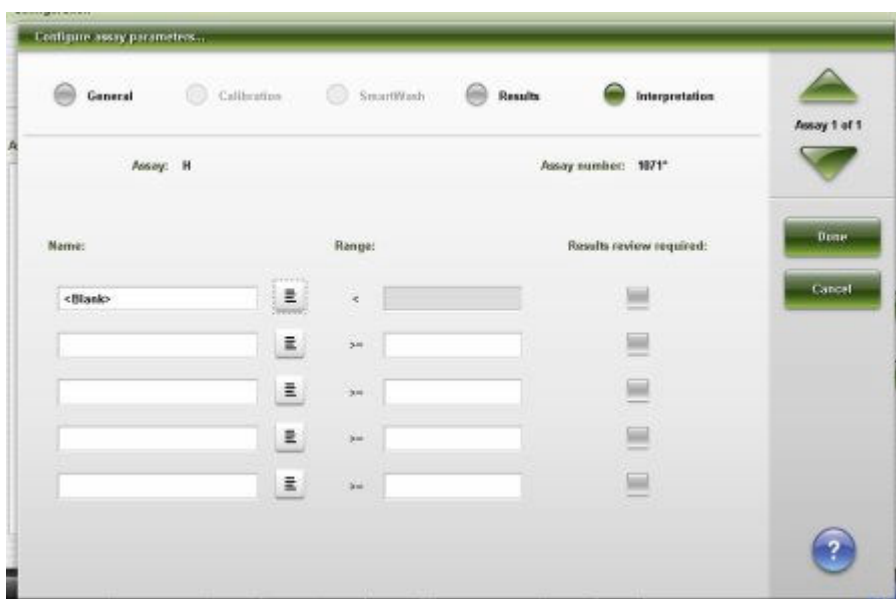 Configure assay parameters...
General
Calibration
SmartWash
Results
Interpretation
Assay 1 of 1
Assay: H
Assay number: 1071*
Name:
Range:
Results review required:
Done
<Blank>
<
Cancel
>=
>=
>=
>=
?